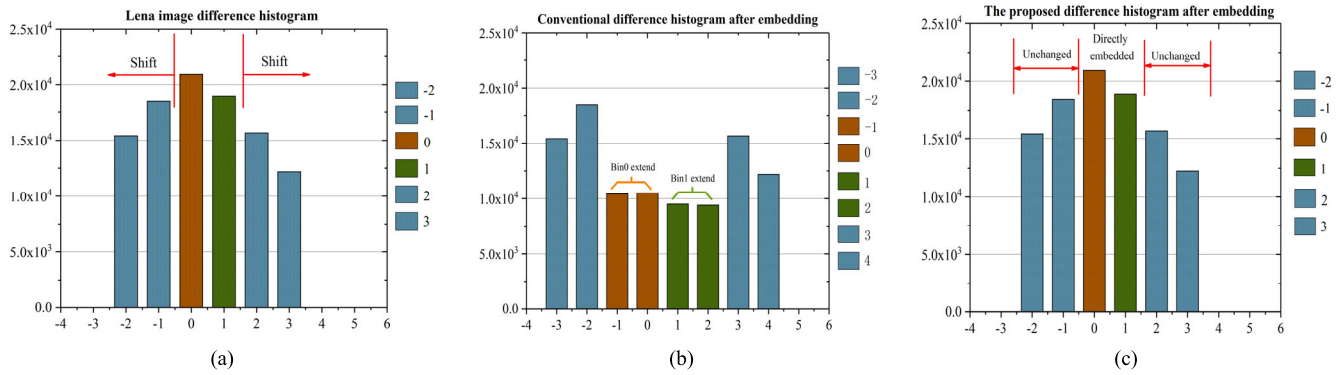 Lena image difference histogram
2.5x10⁴
2.0x10⁴
1.5x10⁴
1.0x10⁴
5.0x10³
0.0
Shift
Shift
-4 -3 -2 -1 0 1 2 3 4 5 6
-2
-1
0
1
2
3
(a)
Conventional difference histogram after embedding
2.5x10⁴
2.0x10⁴
1.5x10⁴
1.0x10⁴
5.0x10³
0.0
Bin0 extend
Bin1 extend
-4 -3 -2 -1 0 1 2 3 4 5 6
-3
-2
-1
0
1
2
3
4
(b)
The proposed difference histogram after embedding
2.5x10⁴
2.0x10⁴
1.5x10⁴
1.0x10⁴
5.0x10³
0.0
Unchanged
Directly
embedded
Unchanged
-4 -3 -2 -1 0 1 2 3 4 5 6
-2
-1
0
1
2
3
(c)